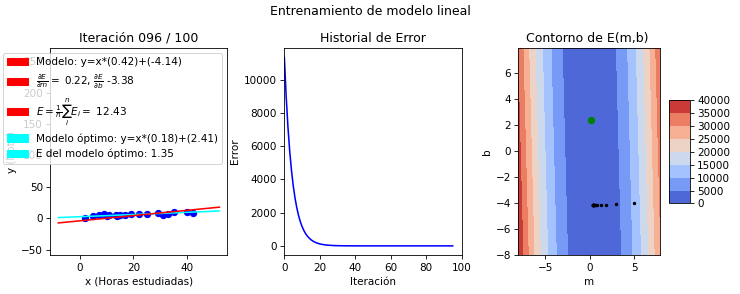 Entrenamiento de modelo lineal
Iteración 096 / 100
Modelo: y=x*(0.42)+(-4.14)
∂E/∂m = 0.22, ∂E/∂b -3.38
E = 1/n ∑ⁿᵢ Eᵢ = 12.43
Modelo óptimo: y=x*(0.18)+(2.41)
E del modelo óptimo: 1.35
50
0
−50
0 20 40
x (Horas estudiadas)
Historial de Error
10000
8000
6000
4000
2000
0
0 20 40 60 80 100
Iteración
Error
Contorno de E(m,b)
6
4
2
0
−2
−4
−6
−8
−5 0 5
m
b
40000
35000
30000
25000
20000
15000
10000
5000
0